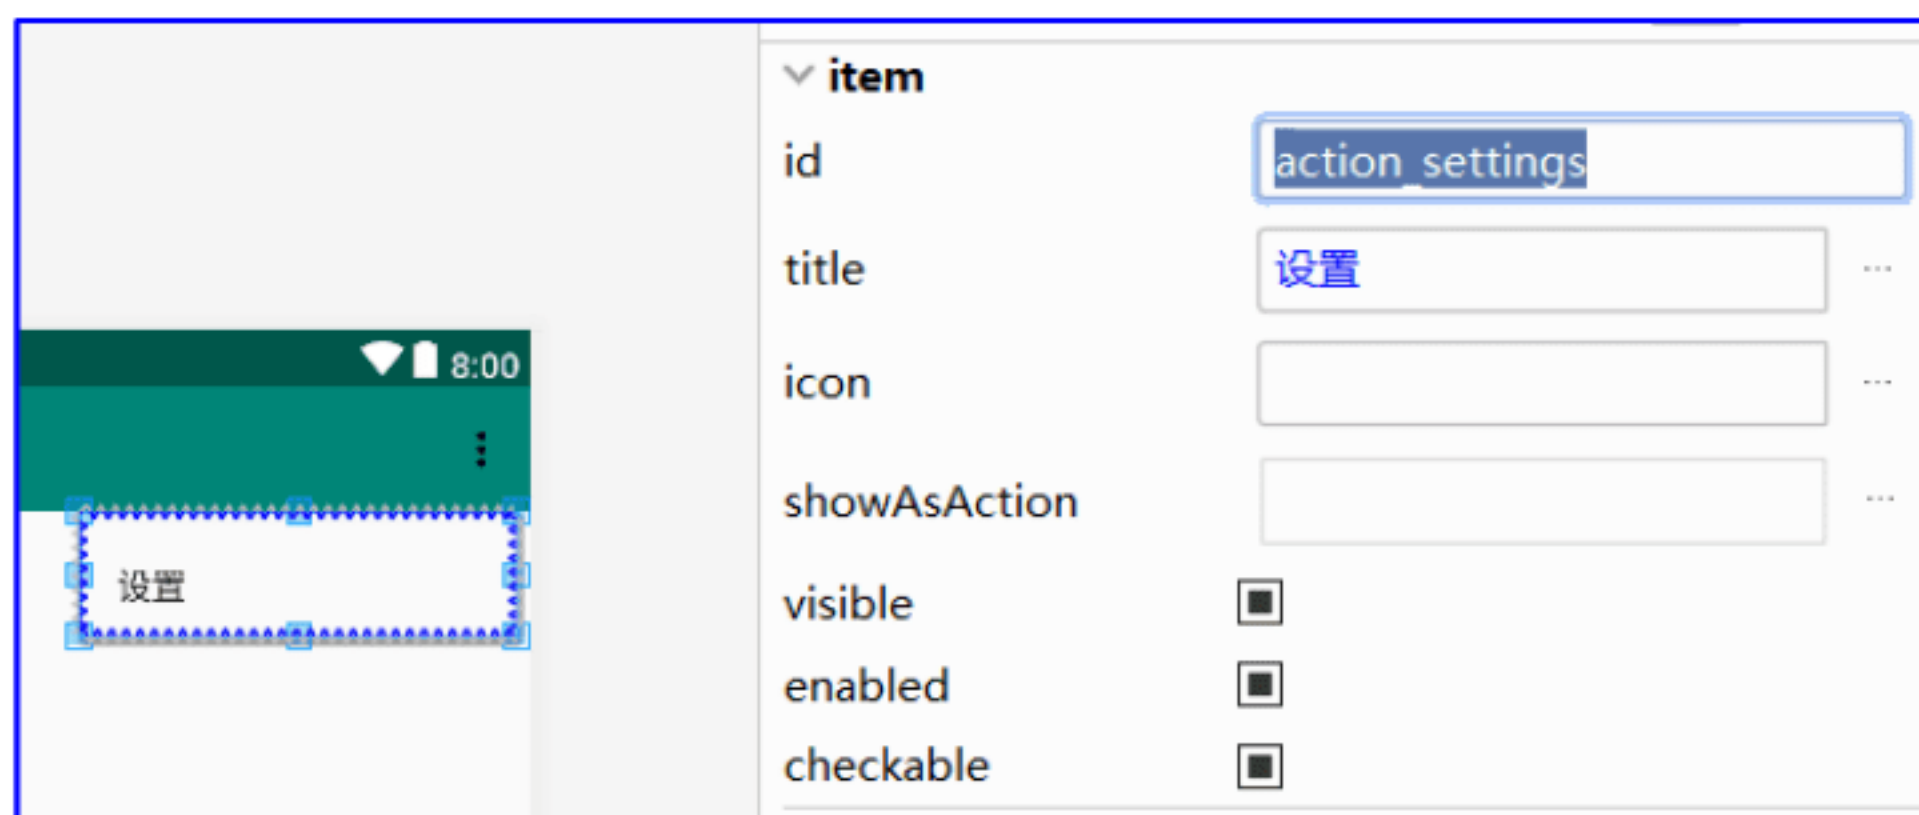 8:00
设置
item
id
action_settings
title
设置
...
icon
...
showAsAction
...
visible
enabled
checkable